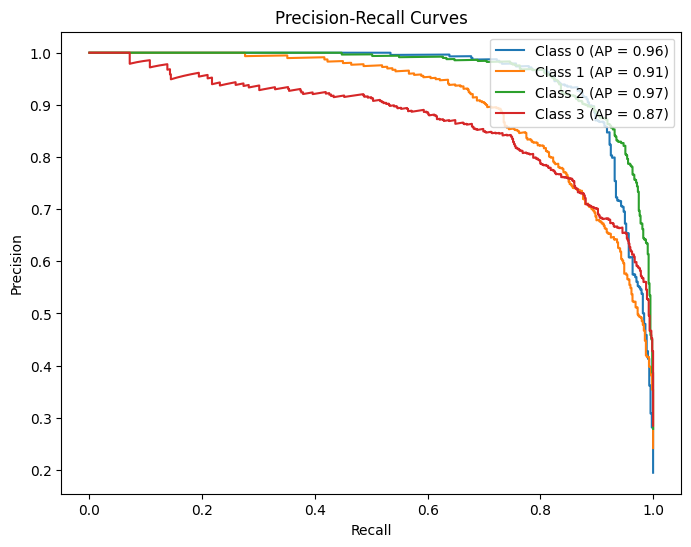 Precision-Recall Curves
Class 0 (AP = 0.96)
Class 1 (AP = 0.91)
Class 2 (AP = 0.97)
Class 3 (AP = 0.87)
Precision
1.0
0.9
0.8
0.7
0.6
0.5
0.4
0.3
0.2
0.0 0.2 0.4 0.6 0.8 1.0
Recall